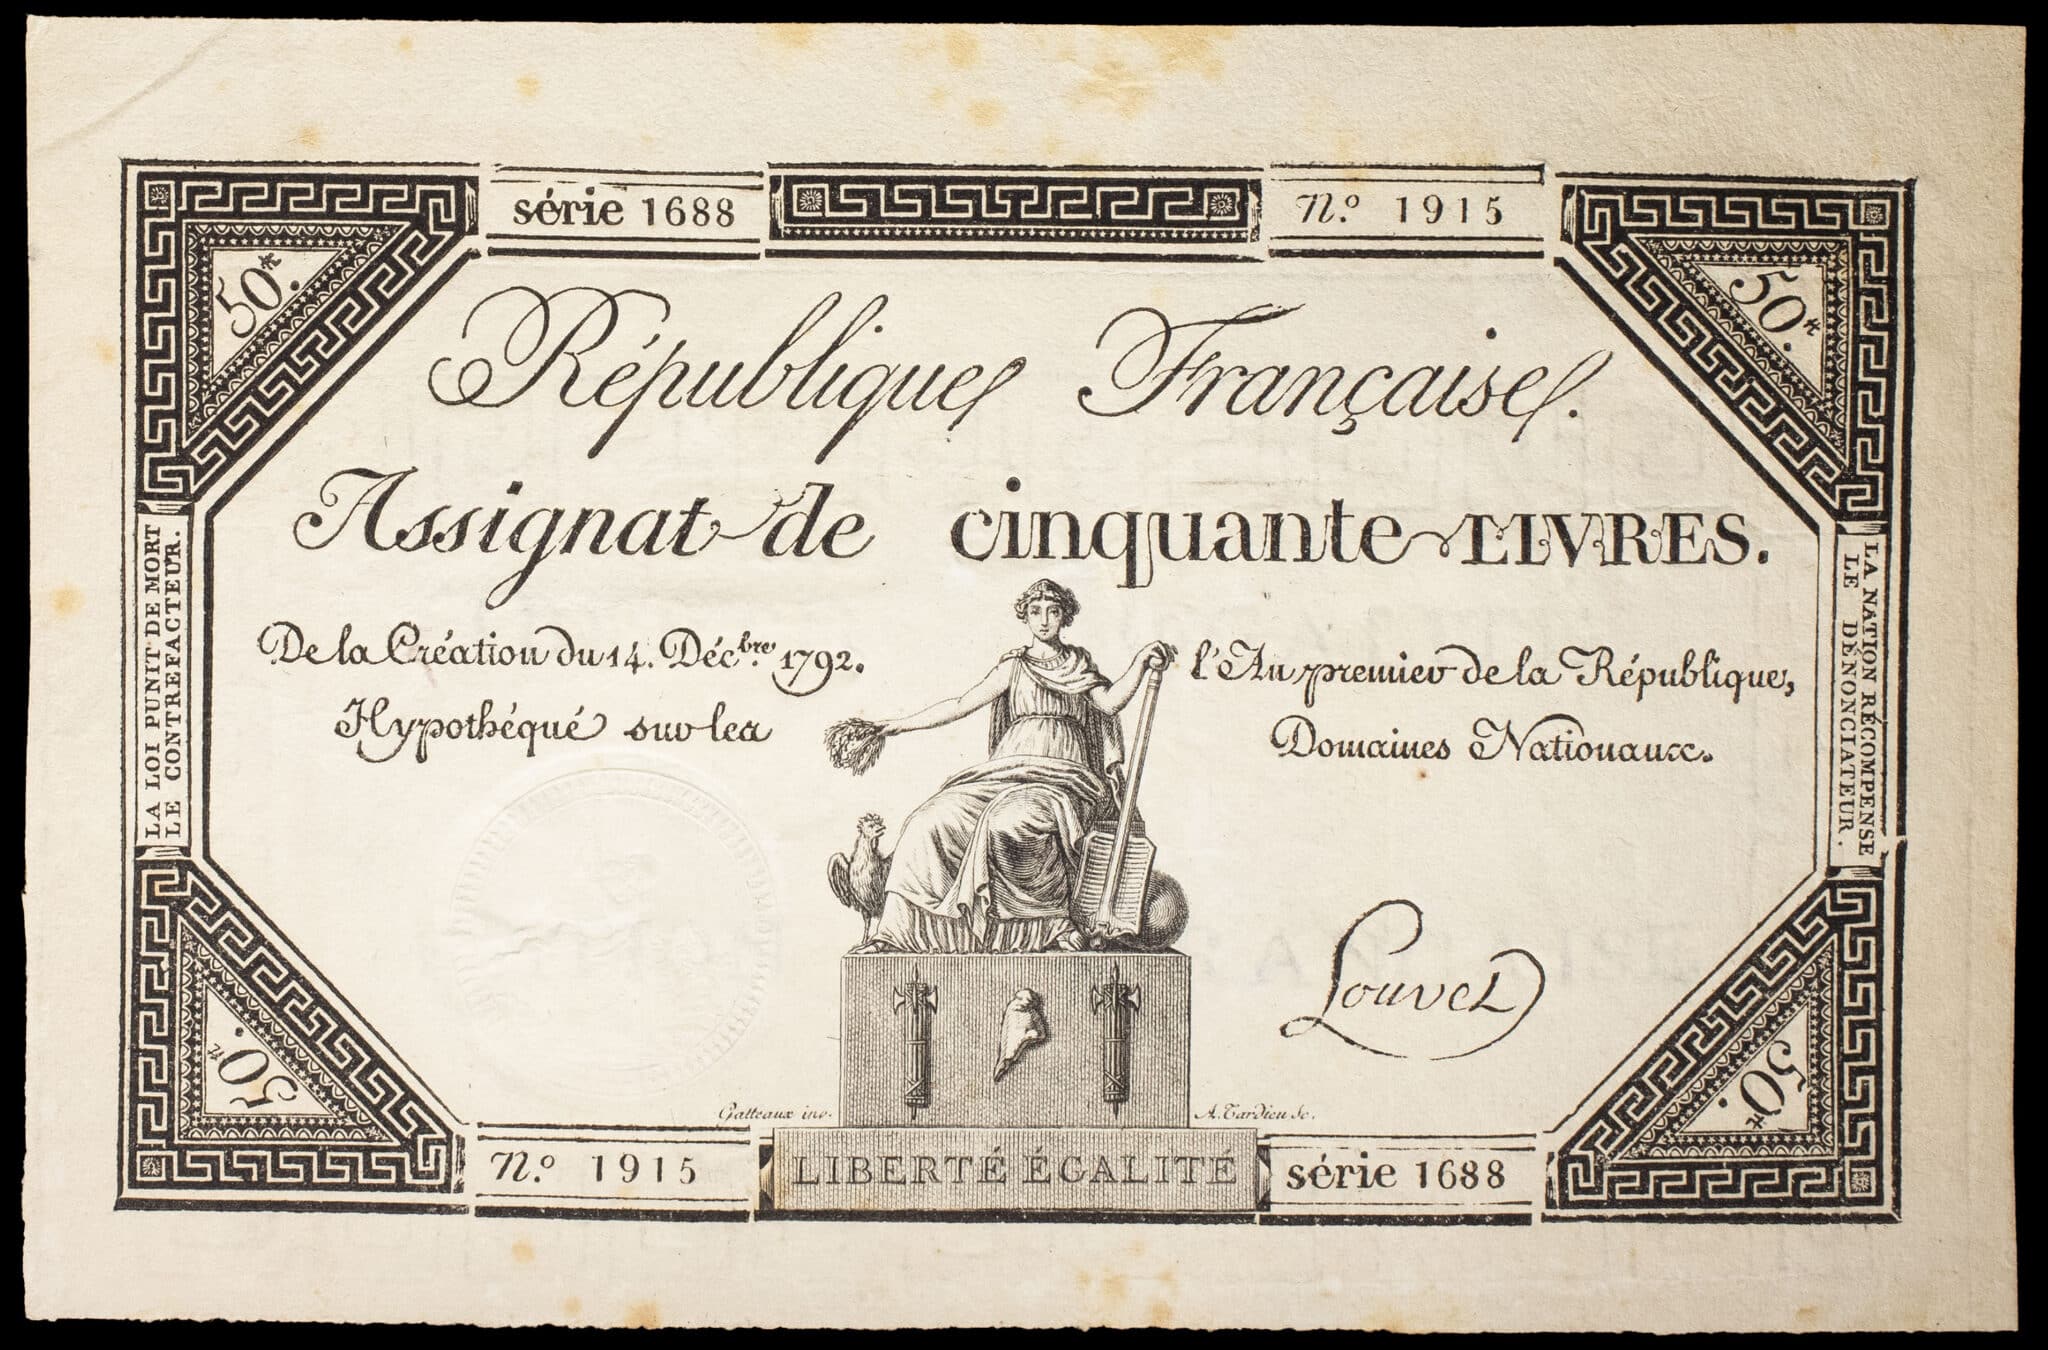 série 1688
N.º 1915
50.
50.
République Française.
Assignat de cinquante LIVRES.
LA LOI PUNIT DE MORT
LE CONTREFACTEUR.
LA NATION RÉCOMPENSE
LE DÉNONCIATEUR.
De la Création du 14. Décbre. 1792.
l'An premier de la République,
Hypothéqué sur les
Domaines Nationaux.
Louvet
Gatteaux inv.
A. Tardieu Sc.
50.
50.
N.º 1915
LIBERTÉ ÉGALITÉ
série 1688